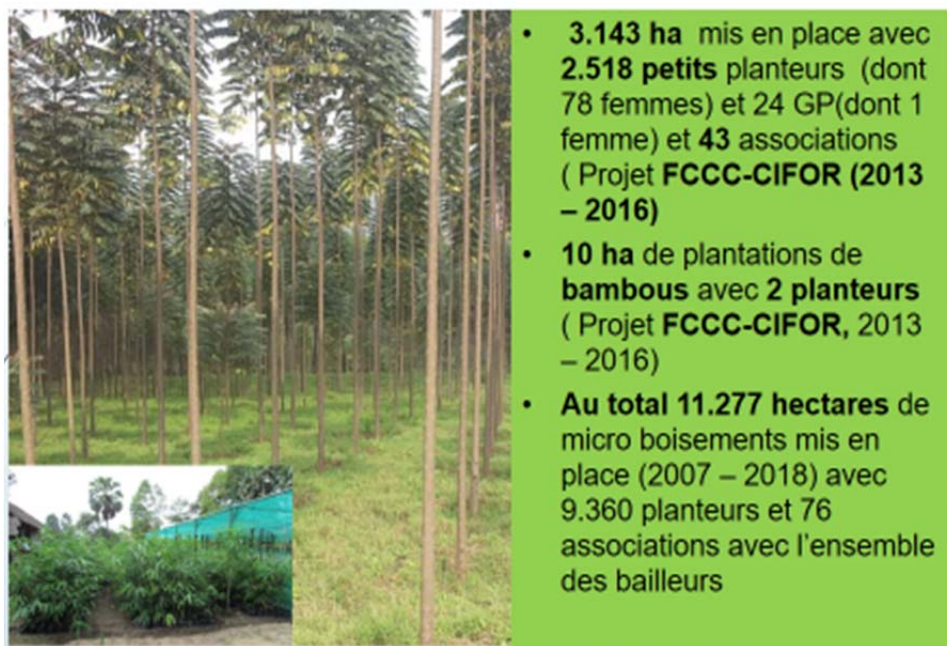 • 3.143 ha mis en place avec
2.518 petits planteurs (dont
78 femmes) et 24 GP(dont 1
femme) et 43 associations
( Projet FCCC-CIFOR (2013
– 2016)
• 10 ha de plantations de
bambous avec 2 planteurs
( Projet FCCC-CIFOR, 2013
– 2016)
• Au total 11.277 hectares de
micro boisements mis en
place (2007 – 2018) avec
9.360 planteurs et 76
associations avec l'ensemble
des bailleurs